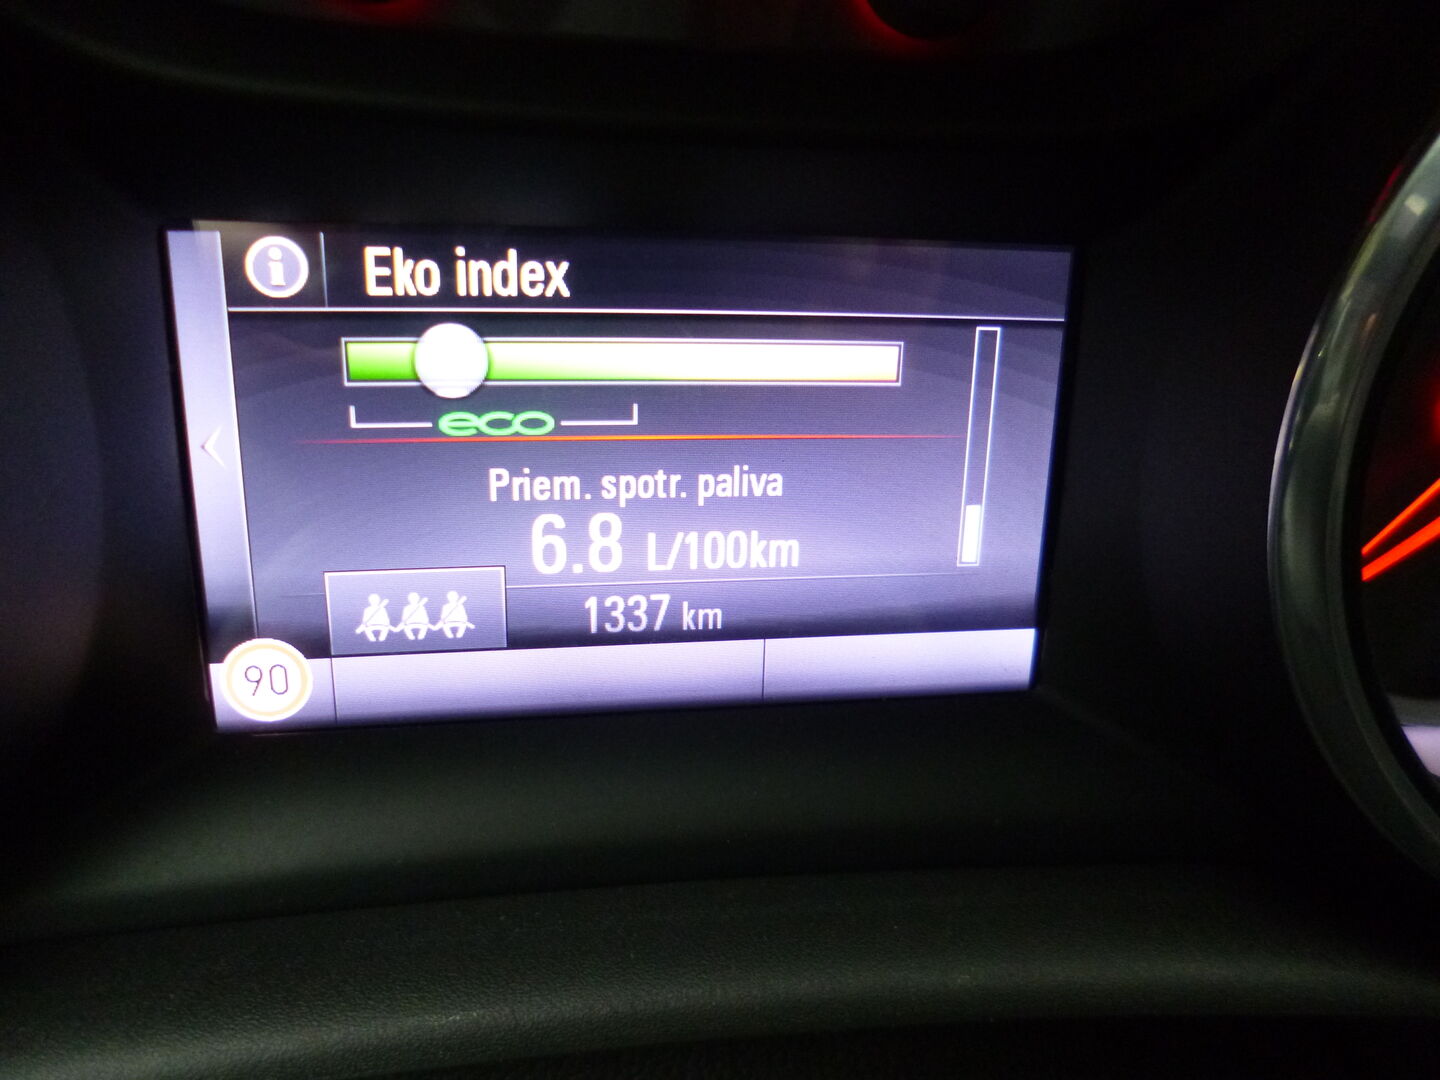 i
Eko index
eco
Priem. spotr. paliva
6.8 L/100km
1337 km
90